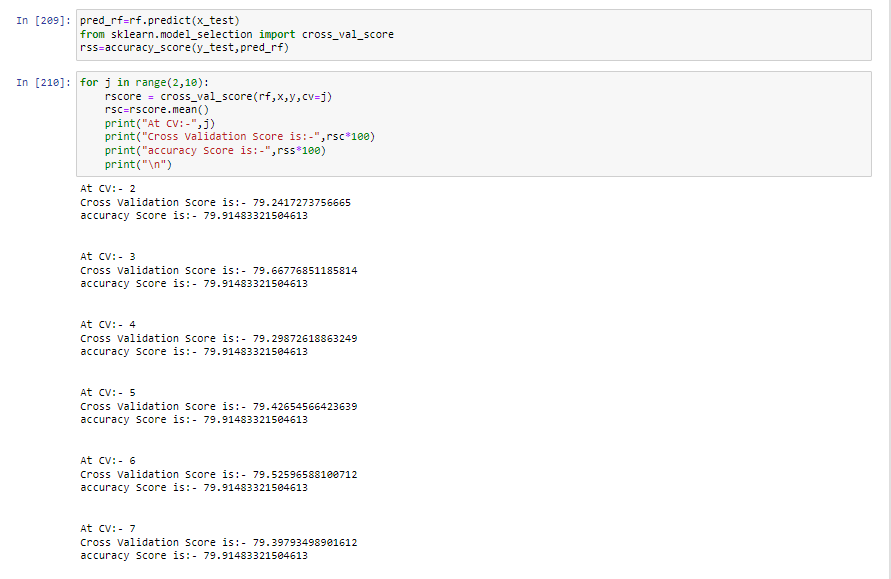 In [209]: pred_rf=rf.predict(x_test)
from sklearn.model_selection import cross_val_score
rss=accuracy_score(y_test,pred_rf)
In [210]: for j in range(2,10):
    rscore = cross_val_score(rf,x,y,cv=j)
    rsc=rscore.mean()
    print("At CV:-",j)
    print("Cross Validation Score is:-",rsc*100)
    print("accuracy Score is:-",rss*100)
    print("\n")
At CV:- 2
Cross Validation Score is:- 79.2417273756665
accuracy Score is:- 79.91483321504613
At CV:- 3
Cross Validation Score is:- 79.66776851185814
accuracy Score is:- 79.91483321504613
At CV:- 4
Cross Validation Score is:- 79.29872618863249
accuracy Score is:- 79.91483321504613
At CV:- 5
Cross Validation Score is:- 79.42654566423639
accuracy Score is:- 79.91483321504613
At CV:- 6
Cross Validation Score is:- 79.52596588100712
accuracy Score is:- 79.91483321504613
At CV:- 7
Cross Validation Score is:- 79.39793498901612
accuracy Score is:- 79.91483321504613